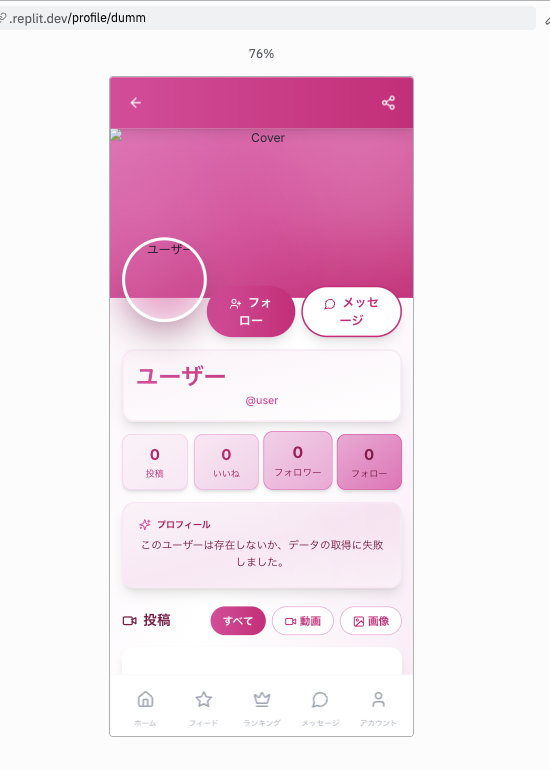 .replit.dev/profile/dumm
76%
Cover
ユーザー
フォ
ロー
メッセ
ージ
ユーザー
@user
0
投稿
0
いいね
0
フォロワー
0
フォロー
プロフィール
このユーザーは存在しないか、データの取得に失敗
しました。
投稿
すべて
動画
画像
ホーム
フィード
ランキング
メッセージ
アカウント